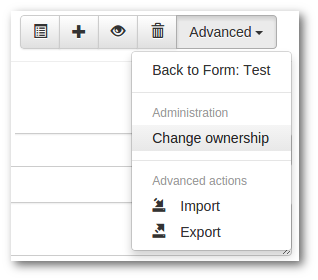 Advanced
Back to Form: Test
Administration
Change ownership
Advanced actions
Import
Export